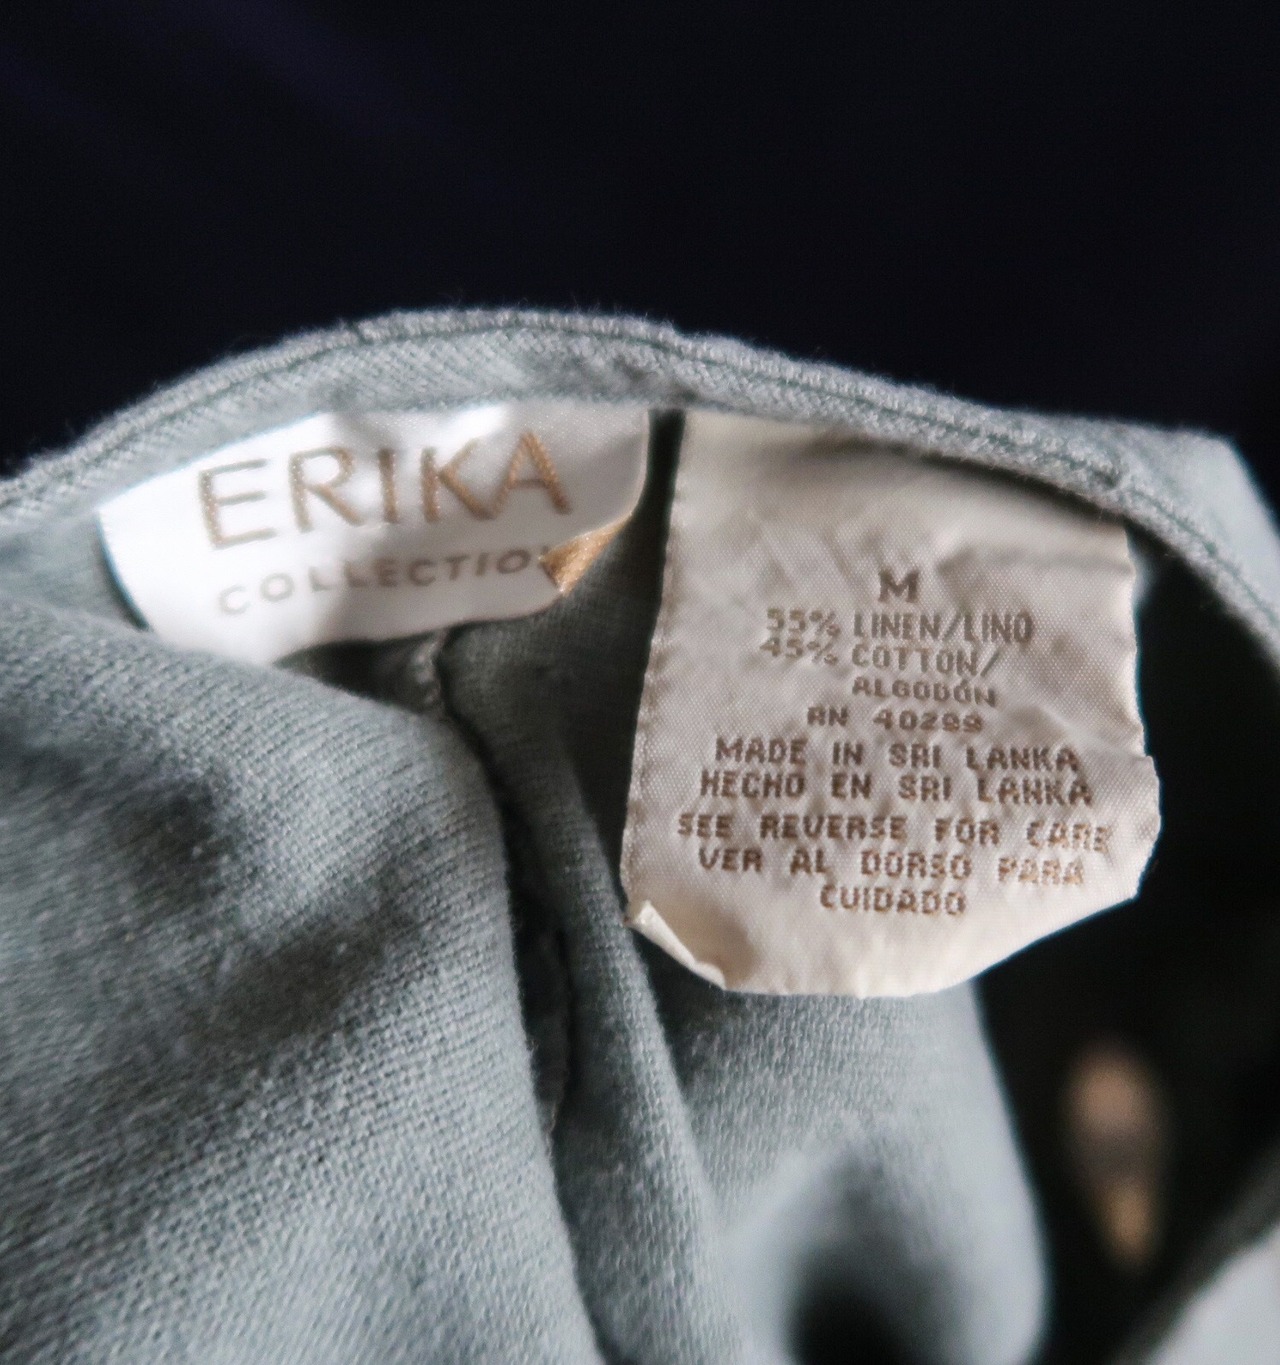 ERIKA
COLLECTION
M
55% LINEN/LINO
45% COTTON/
ALGODÓN
RN 40299
MADE IN SRI LANKA
HECHO EN SRI LANKA
SEE REVERSE FOR CARE
VER AL DORSO PARA
CUIDADO